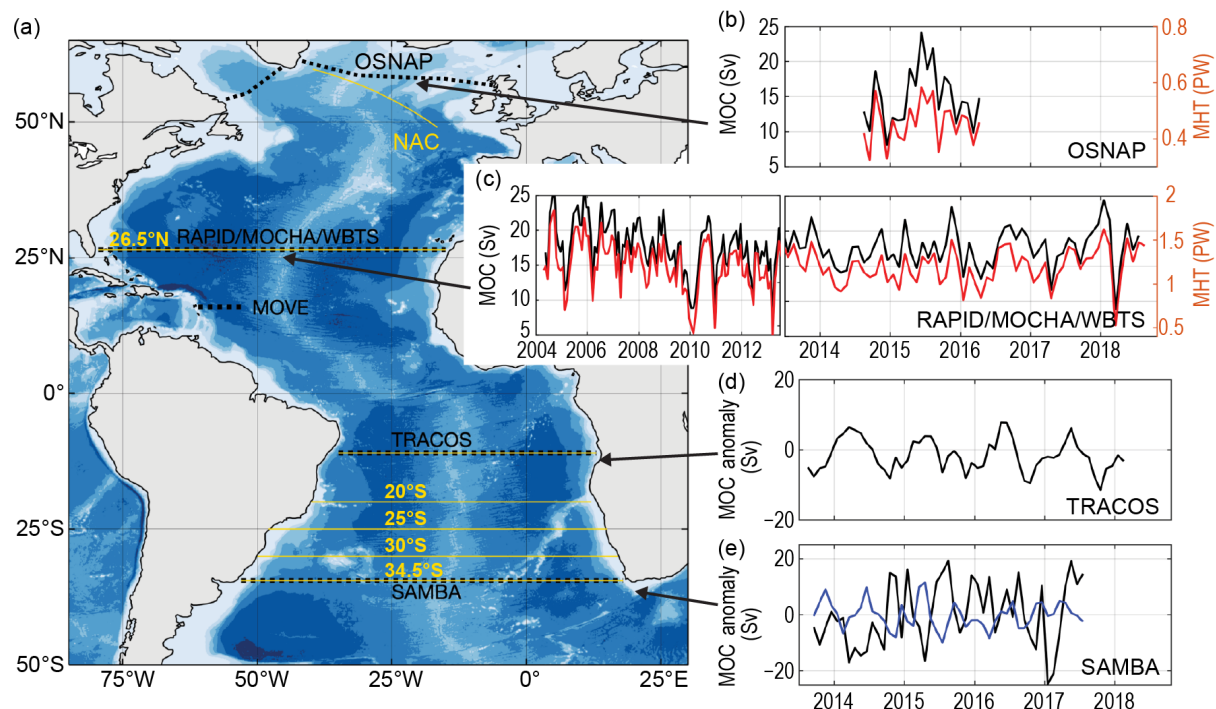 (a)
OSNAP
50°N
NAC
26.5°N
RAPID/MOCHA/WBTS
25°N
MOVE
0°
TRACOS
20°S
25°S
25°S
30°S
34.5°S
SAMBA
50°S
75°W
50°W
25°W
0°
25°E
(b)
25
20
15
10
5
MOC (Sv)
0.8
0.6
0.4
MHT (PW)
OSNAP
(c)
25
20
15
10
5
MOC (Sv)
2004
2006
2008
2010
2012
2
1.5
1
0.5
MHT (PW)
RAPID/MOCHA/WBTS
2014
2015
2016
2017
2018
(d)
20
0
−20
MOC anomaly
(Sv)
TRACOS
(e)
20
0
−20
MOC anomaly
(Sv)
SAMBA
2014
2015
2016
2017
2018